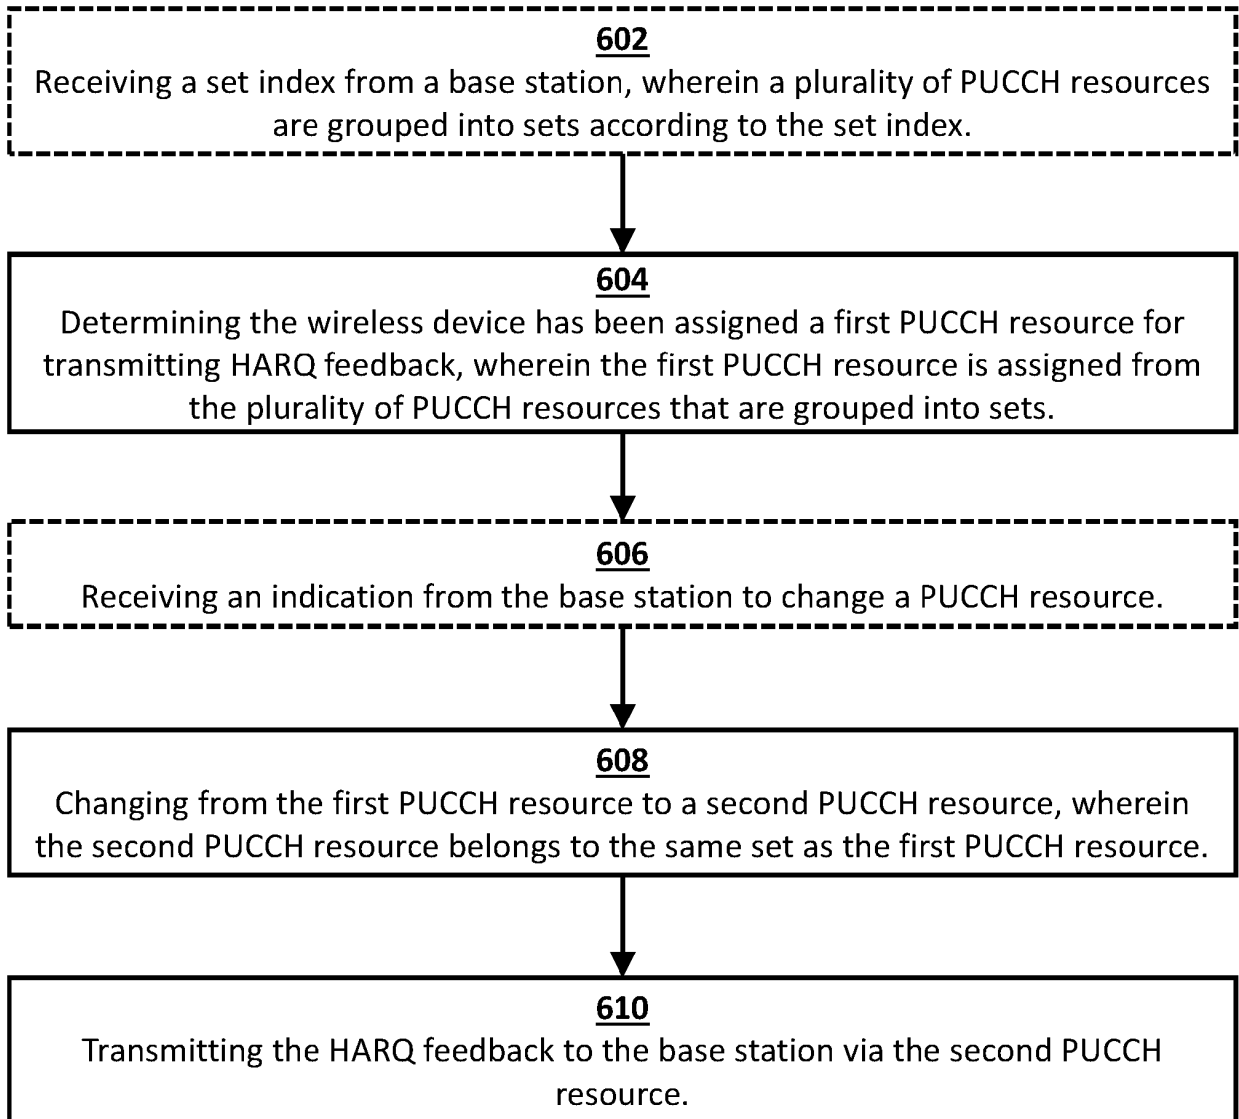 602
Receiving a set index from a base station, wherein a plurality of PUCCH resources
are grouped into sets according to the set index.
604
Determining the wireless device has been assigned a first PUCCH resource for
transmitting HARQ feedback, wherein the first PUCCH resource is assigned from
the plurality of PUCCH resources that are grouped into sets.
606
Receiving an indication from the base station to change a PUCCH resource.
608
Changing from the first PUCCH resource to a second PUCCH resource, wherein
the second PUCCH resource belongs to the same set as the first PUCCH resource.
610
Transmitting the HARQ feedback to the base station via the second PUCCH
resource.